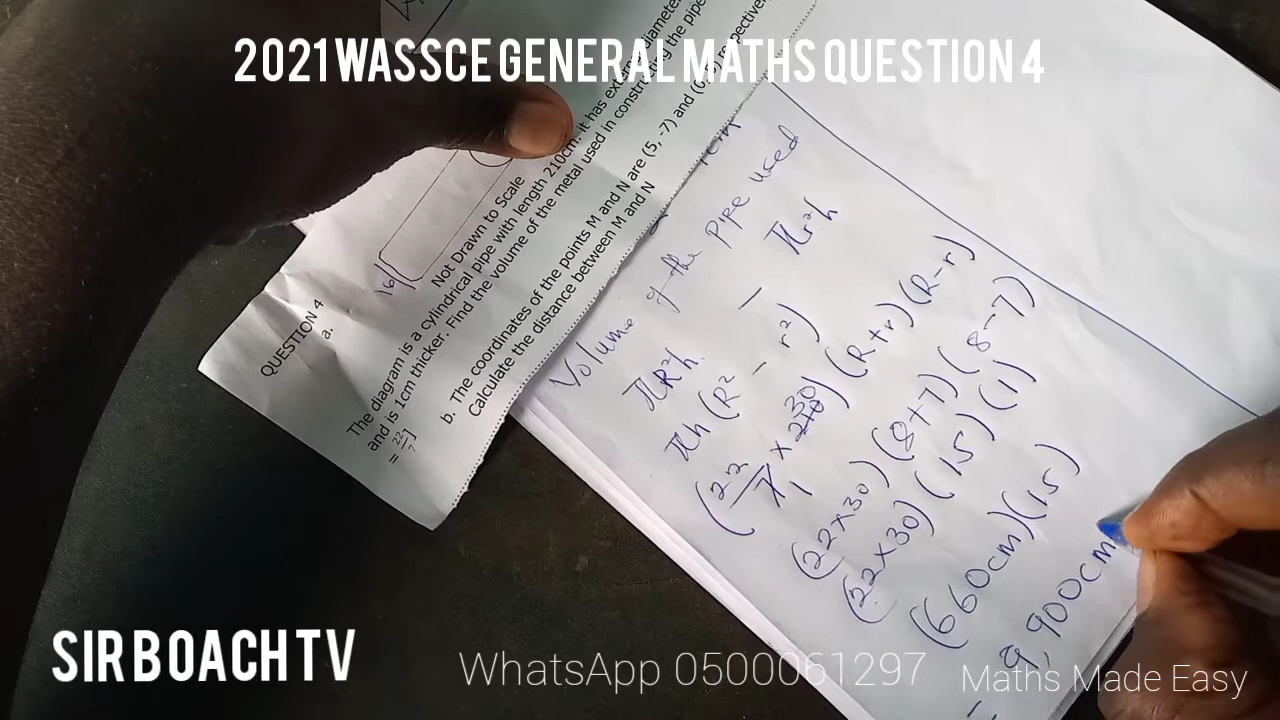 2021 WASSCE GENERAL MATHS QUESTION 4
QUESTION 4
a.
16
Not Drawn to Scale
The diagram is a cylindrical pipe with length 210cm. It has diameter
and is 1cm thicker. Find the volume of the metal used in the pipe
= 22/7]
b. The coordinates of the points M and N are (5, -7) and
Calculate the distance between M and N
Volume of the pipe used
πR²h - πr²h
πh(R² - r²)
(22/7 × 210) (R+r) (R-r)
1 30
(22×30) (8+7) (8-7)
(22×30) (15) (1)
(660cm) (15)
= 9,900cm
SIR BOACH TV
WhatsApp 0500061297
Maths Made Easy